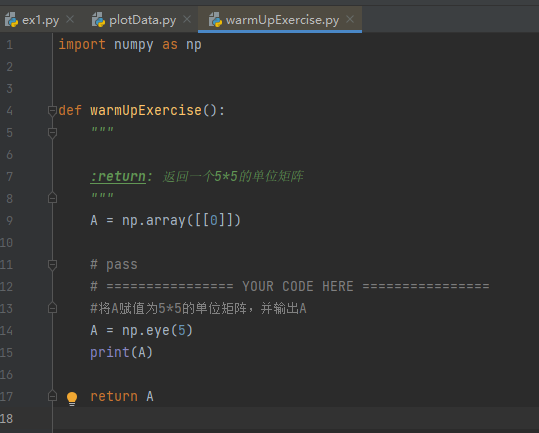 ex1.py × plotData.py × warmUpExercise.py ×
1 import numpy as np
2
3
4 def warmUpExercise():
5 """
6
7 :return: 返回一个5*5的单位矩阵
8 """
9 A = np.array([[0]])
10
11 # pass
12 # ================ YOUR CODE HERE ================
13 #将A赋值为5*5的单位矩阵，并输出A
14 A = np.eye(5)
15 print(A)
16
17 return A
18